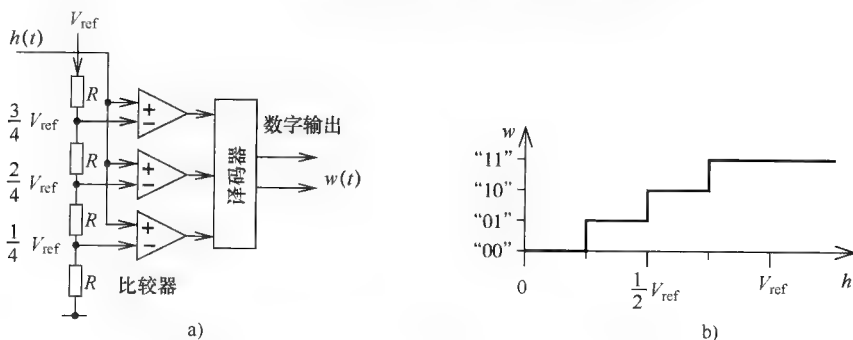 V_ref
h(t)
R
+
−
3/4 V_ref
R
+
−
2/4 V_ref
R
+
−
1/4 V_ref
R
比较器
译码器
数字输出
w(t)
a)
w
“11”
“10”
“01”
“00”
0
1/2 V_ref
V_ref
h
b)